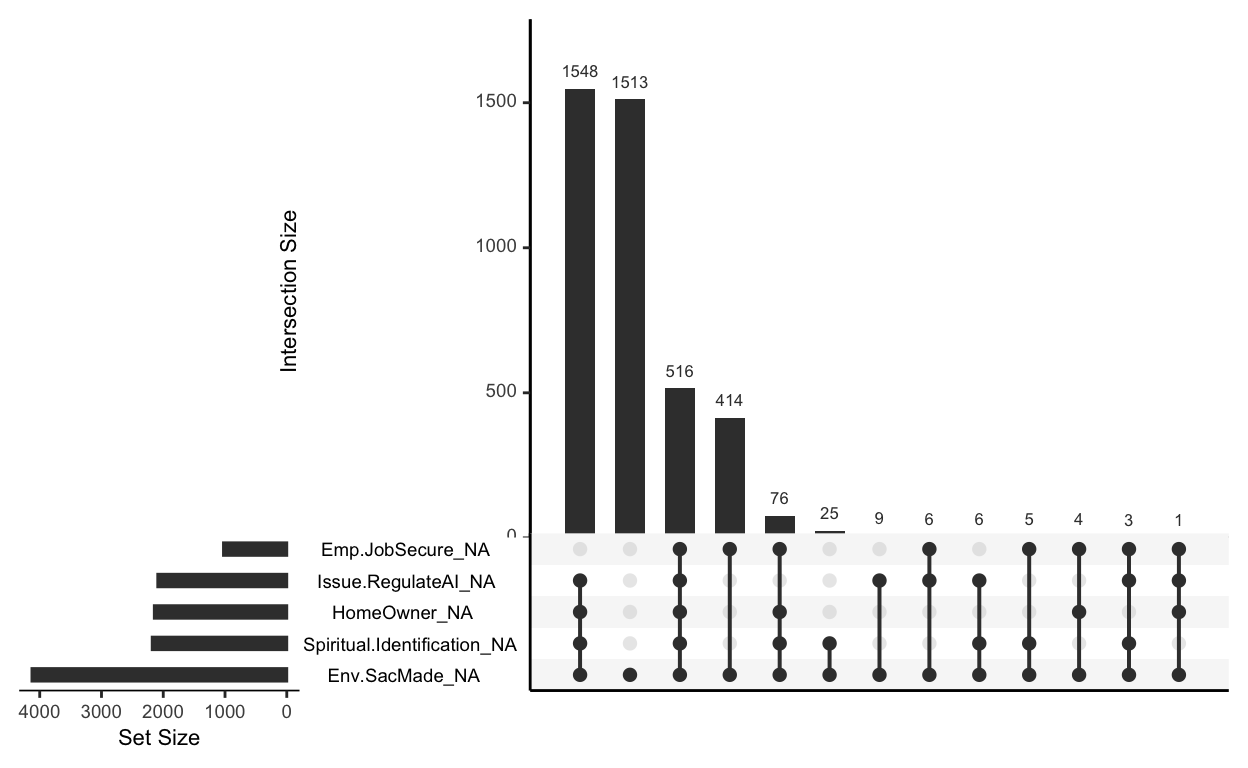 1548
1513
1500
1000
Intersection Size
516
500
414
76
25
9
6
6
5
4
3
1
0
Emp.JobSecure_NA
Issue.RegulateAI_NA
HomeOwner_NA
Spiritual.Identification_NA
Env.SacMade_NA
4000 3000 2000 1000 0
Set Size